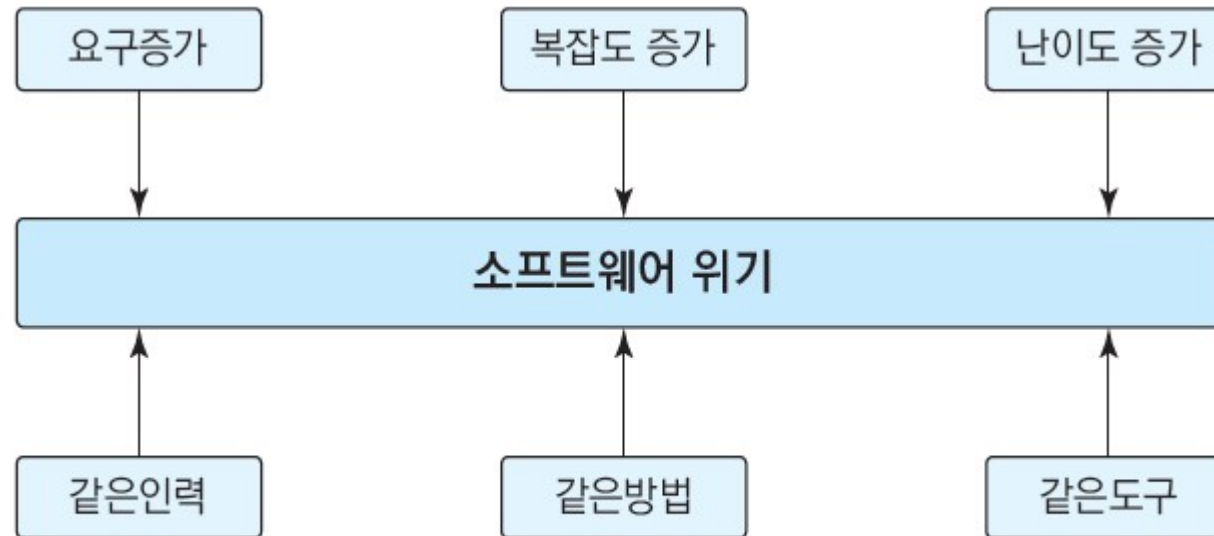 요구증가
복잡도 증가
난이도 증가
소프트웨어 위기
같은인력
같은방법
같은도구